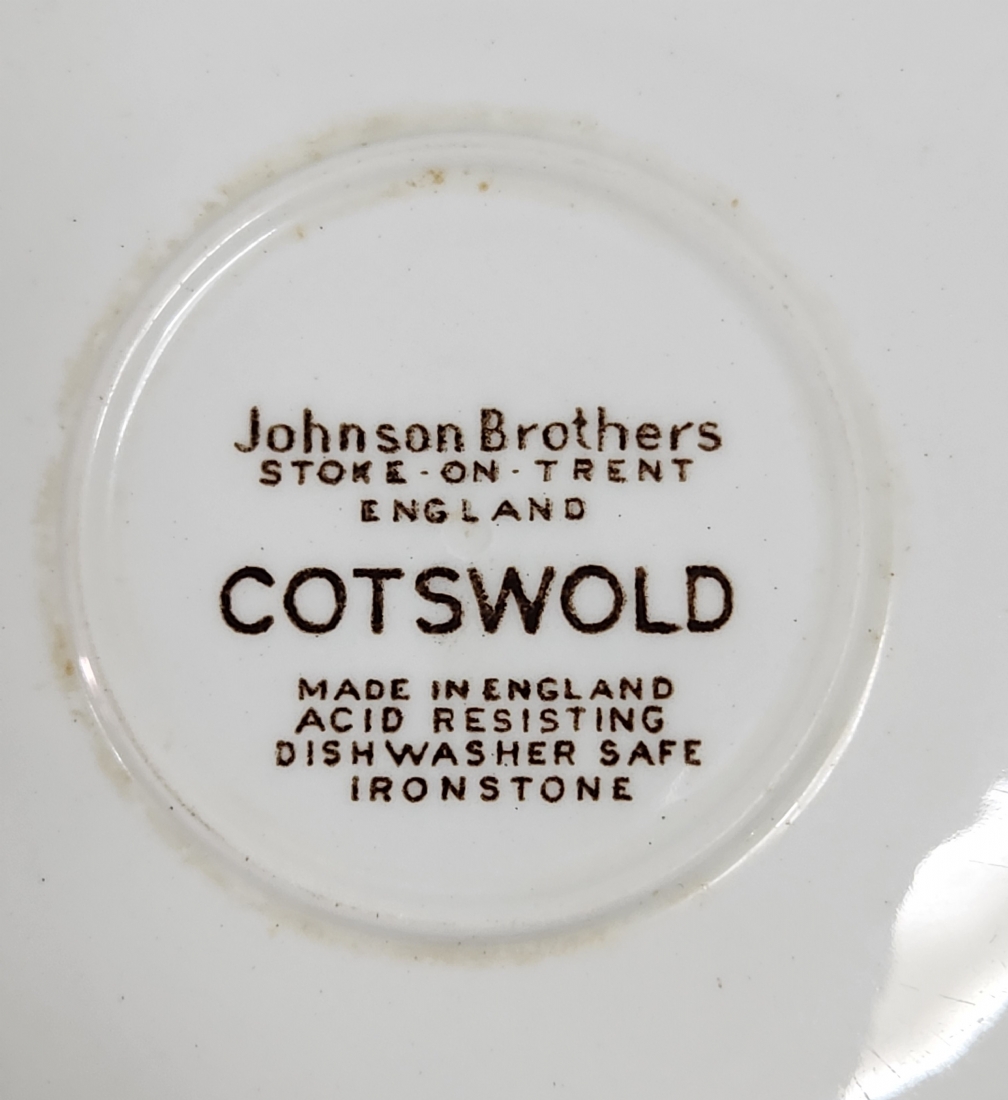 Johnson Brothers
STOKE-ON-TRENT
ENGLAND
COTSWOLD
MADE IN ENGLAND
ACID RESISTING
DISHWASHER SAFE
IRONSTONE